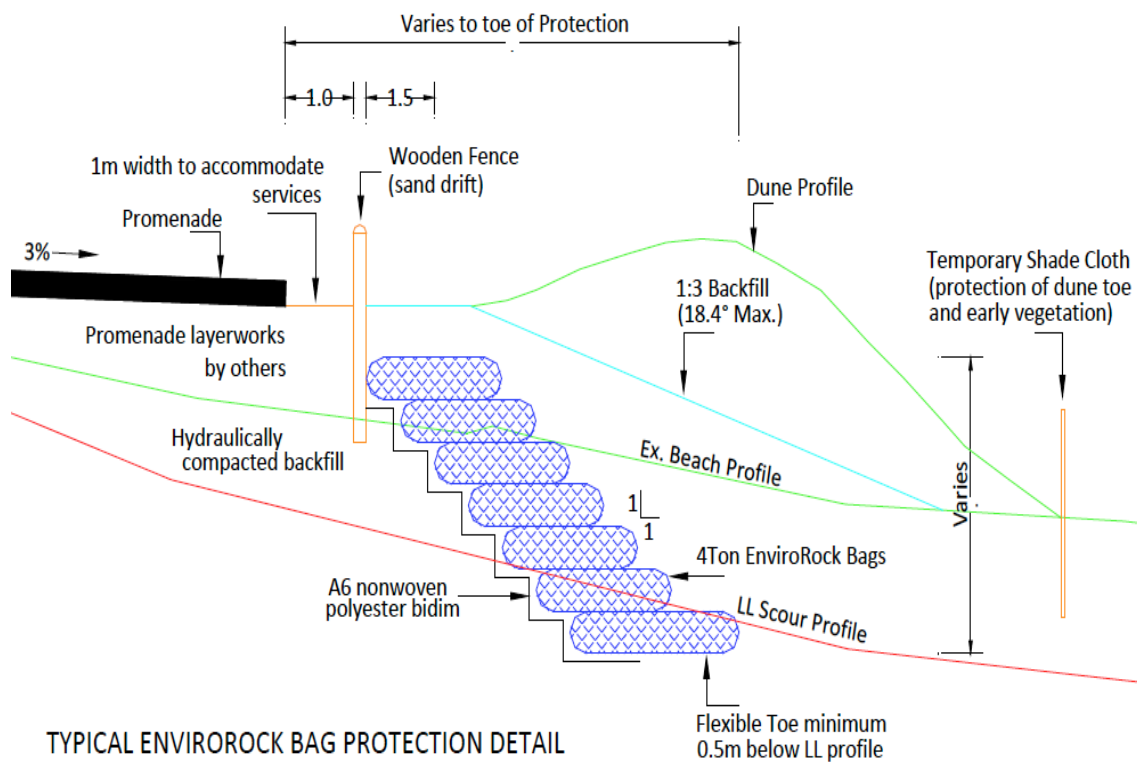 Varies to toe of Protection
1.0
1.5
1m width to accommodate
services
Wooden Fence
(sand drift)
Dune Profile
Promenade
3%
Temporary Shade Cloth
(protection of dune toe
and early vegetation)
1:3 Backfill
(18.4° Max.)
Promenade layerworks
by others
Hydraulically
compacted backfill
Ex. Beach Profile
Varies
1
1
4Ton EnviroRock Bags
A6 nonwoven
polyester bidim
LL Scour Profile
Flexible Toe minimum
0.5m below LL profile
TYPICAL ENVIROROCK BAG PROTECTION DETAIL